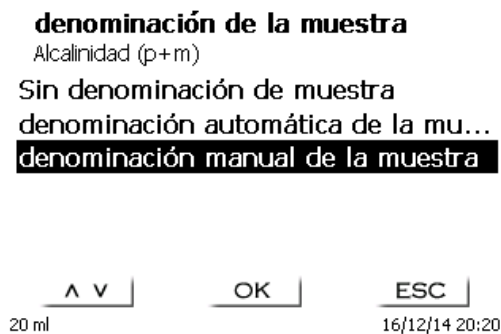 denominación de la muestra
Alcalinidad (p+m)
Sin denominación de muestra
denominación automática de la mu...
denominación manual de la muestra
∧ ∨ OK ESC
20 ml 16/12/14 20:20